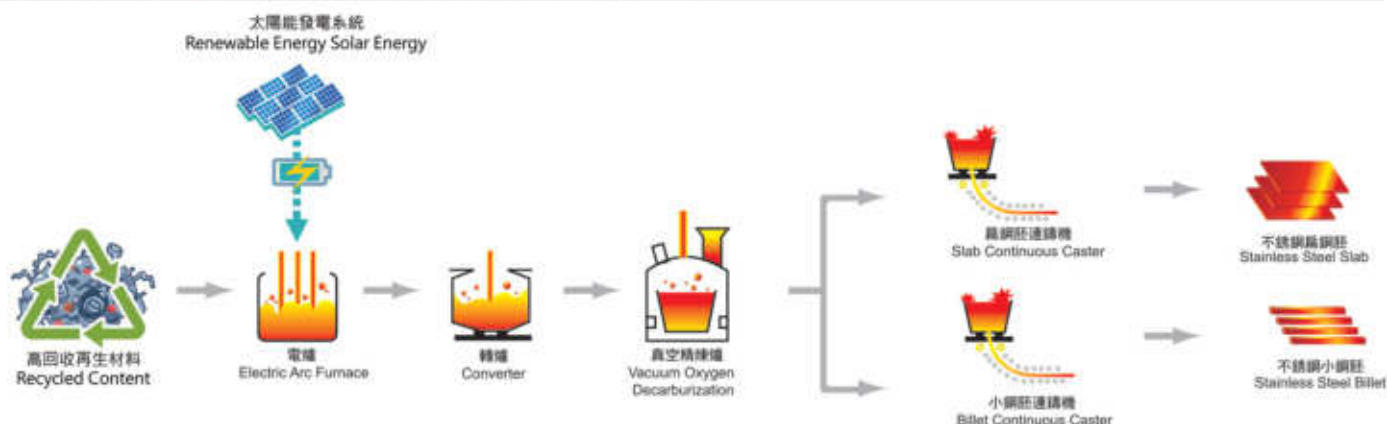 太陽能發電系統
Renewable Energy Solar Energy
高回收再生材料
Recycled Content
電爐
Electric Arc Furnace
轉爐
Converter
真空精煉爐
Vacuum Oxygen
Decarburization
扁鋼胚連鑄機
Slab Continuous Caster
不銹鋼扁鋼胚
Stainless Steel Slab
小鋼胚連鑄機
Billet Continuous Caster
不銹鋼小鋼胚
Stainless Steel Billet